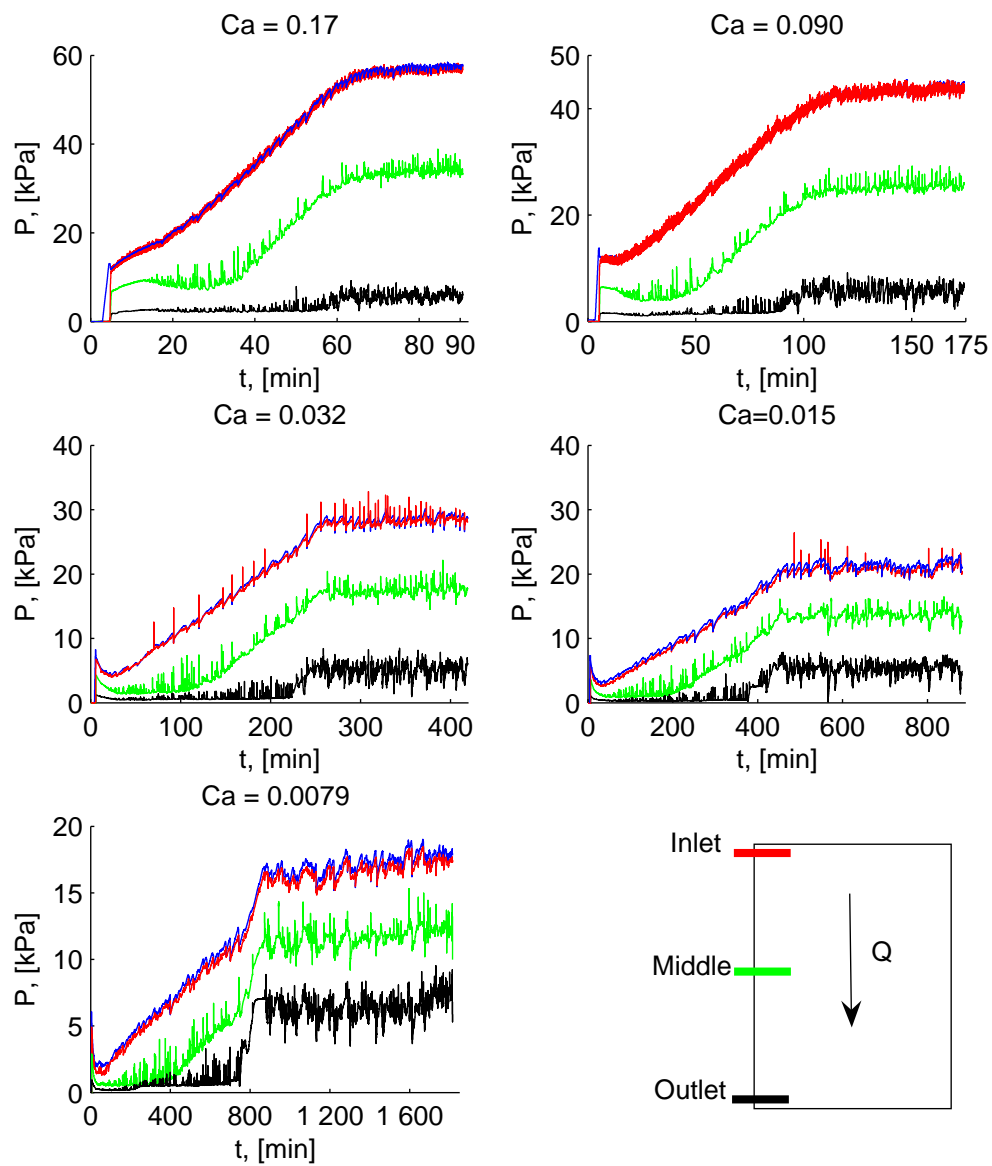 Ca = 0.17
60
40
20
0
P, [kPa]
0 20 40 60 80 90
t, [min]
Ca = 0.090
60
40
20
0
P, [kPa]
0 50 100 150 175
t, [min]
Ca = 0.032
40
30
20
10
0
P, [kPa]
0 100 200 300 400
t, [min]
Ca=0.015
40
30
20
10
0
P, [kPa]
0 200 400 600 800
t, [min]
Ca = 0.0079
20
15
10
5
0
P, [kPa]
0 400 800 1 200 1 600
t, [min]
Inlet
Middle
Q
Outlet